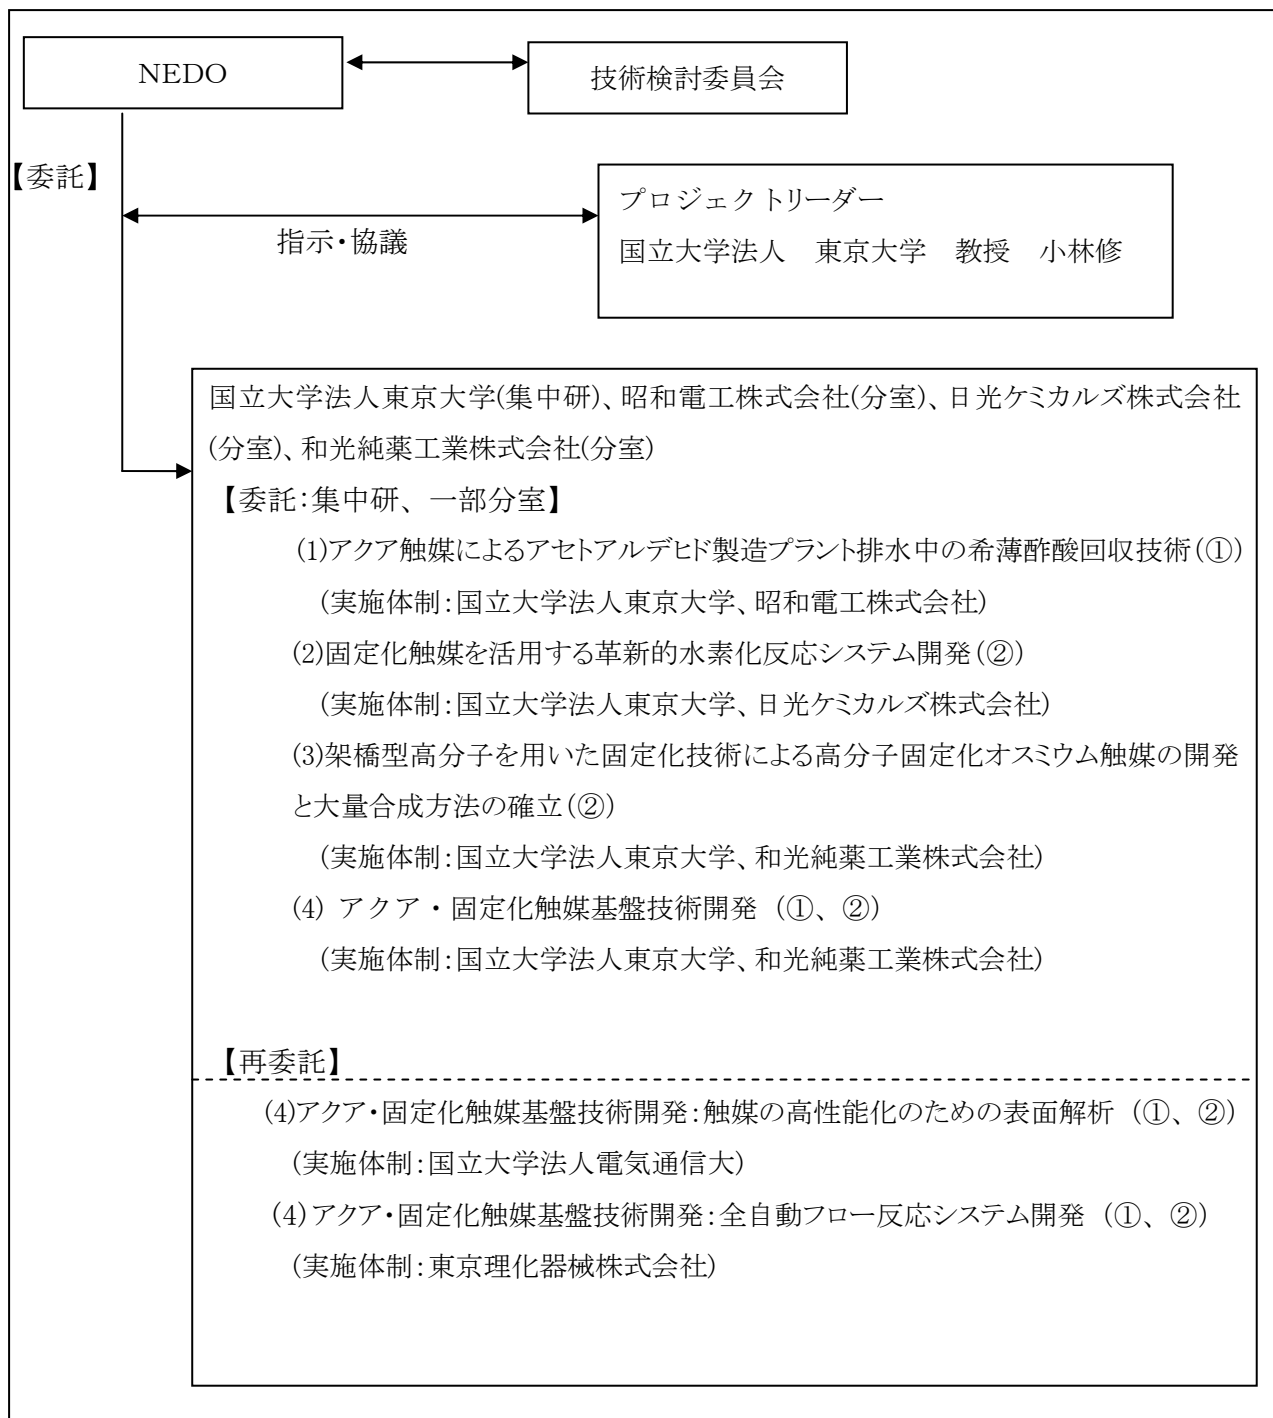 NEDO
技術検討委員会
【委託】
プロジェクトリーダー
国立大学法人　東京大学　教授　小林修
指示・協議
国立大学法人東京大学(集中研)、昭和電工株式会社(分室)、日光ケミカルズ株式会社
(分室)、和光純薬工業株式会社(分室)
【委託:集中研、一部分室】
(1)アクア触媒によるアセトアルデヒド製造プラント排水中の希薄酢酸回収技術(①)
(実施体制:国立大学法人東京大学、昭和電工株式会社)
(2)固定化触媒を活用する革新的水素化反応システム開発(②)
(実施体制:国立大学法人東京大学、日光ケミカルズ株式会社)
(3)架橋型高分子を用いた固定化技術による高分子固定化オスミウム触媒の開発
と大量合成方法の確立(②)
(実施体制:国立大学法人東京大学、和光純薬工業株式会社)
(4) アクア・固定化触媒基盤技術開発 (①、②)
(実施体制:国立大学法人東京大学、和光純薬工業株式会社)
【再委託】
(4)アクア・固定化触媒基盤技術開発:触媒の高性能化のための表面解析 (①、②)
(実施体制:国立大学法人電気通信大)
(4)アクア・固定化触媒基盤技術開発:全自動フロー反応システム開発 (①、②)
(実施体制:東京理化器械株式会社)